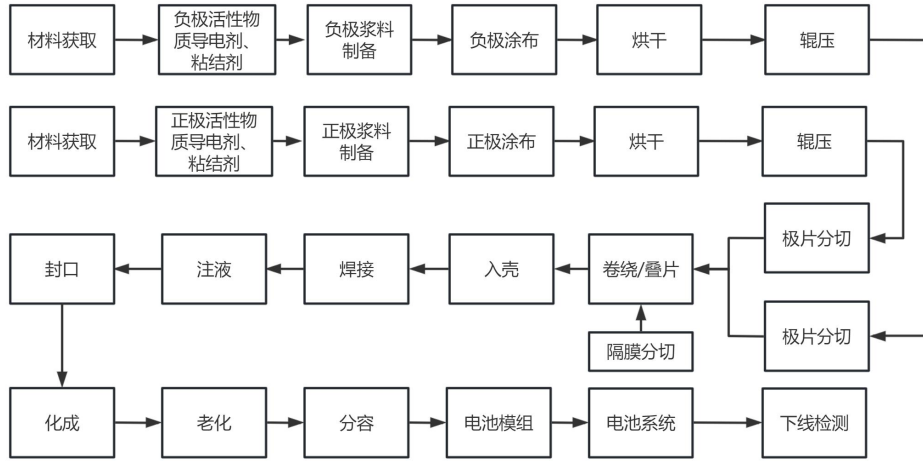 材料获取
负极活性物
质导电剂、
粘结剂
负极浆料
制备
负极涂布
烘干
辊压
材料获取
正极活性物
质导电剂、
粘结剂
正极浆料
制备
正极涂布
烘干
辊压
极片分切
封口
注液
焊接
入壳
卷绕/叠片
极片分切
隔膜分切
化成
老化
分容
电池模组
电池系统
下线检测